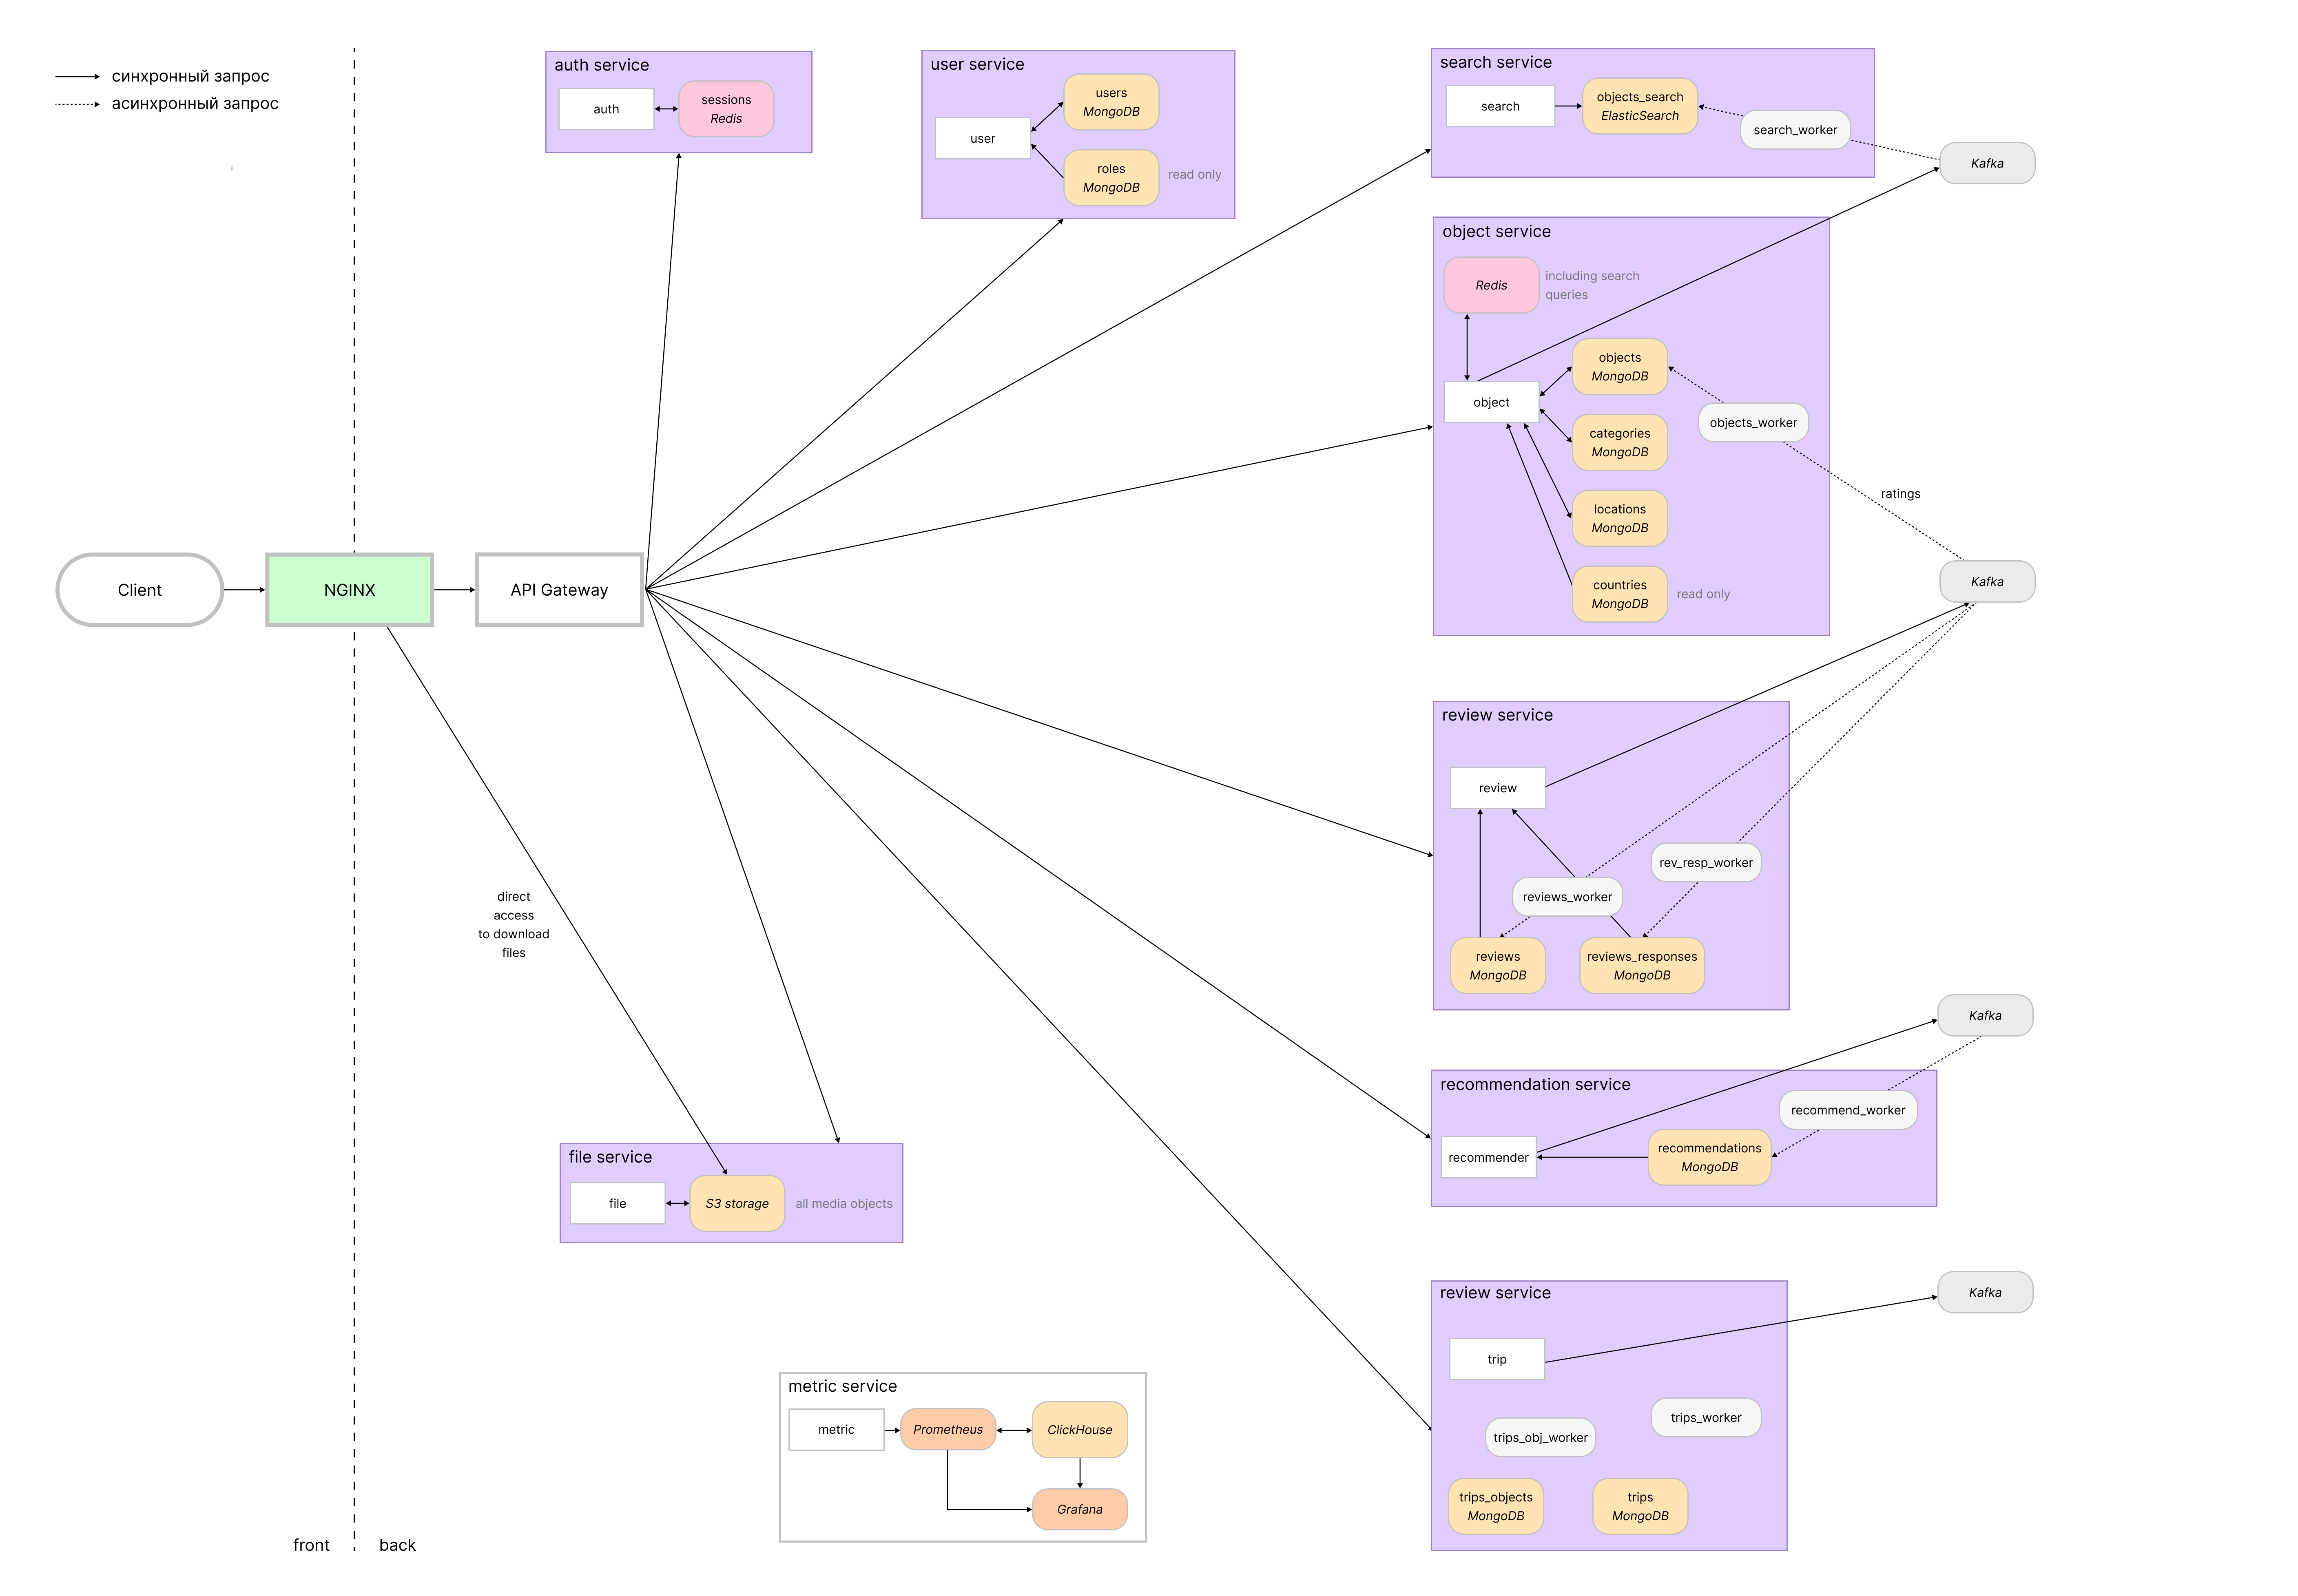 синхронный запрос
асинхронный запрос
auth service
auth
sessions
Redis
user service
user
users
MongoDB
roles
MongoDB
read only
search service
search
objects_search
ElasticSearch
search_worker
Kafka
object service
Redis
including search
queries
object
objects
MongoDB
categories
MongoDB
locations
MongoDB
countries
MongoDB
read only
objects_worker
ratings
Kafka
Client
NGINX
API Gateway
direct
access
to download
files
review service
review
reviews_worker
rev_resp_worker
reviews
MongoDB
reviews_responses
MongoDB
Kafka
recommendation service
recommender
recommendations
MongoDB
recommend_worker
file service
file
S3 storage
all media objects
Kafka
review service
trip
trips_obj_worker
trips_worker
trips_objects
MongoDB
trips
MongoDB
metric service
metric
Prometheus
ClickHouse
Grafana
front
back